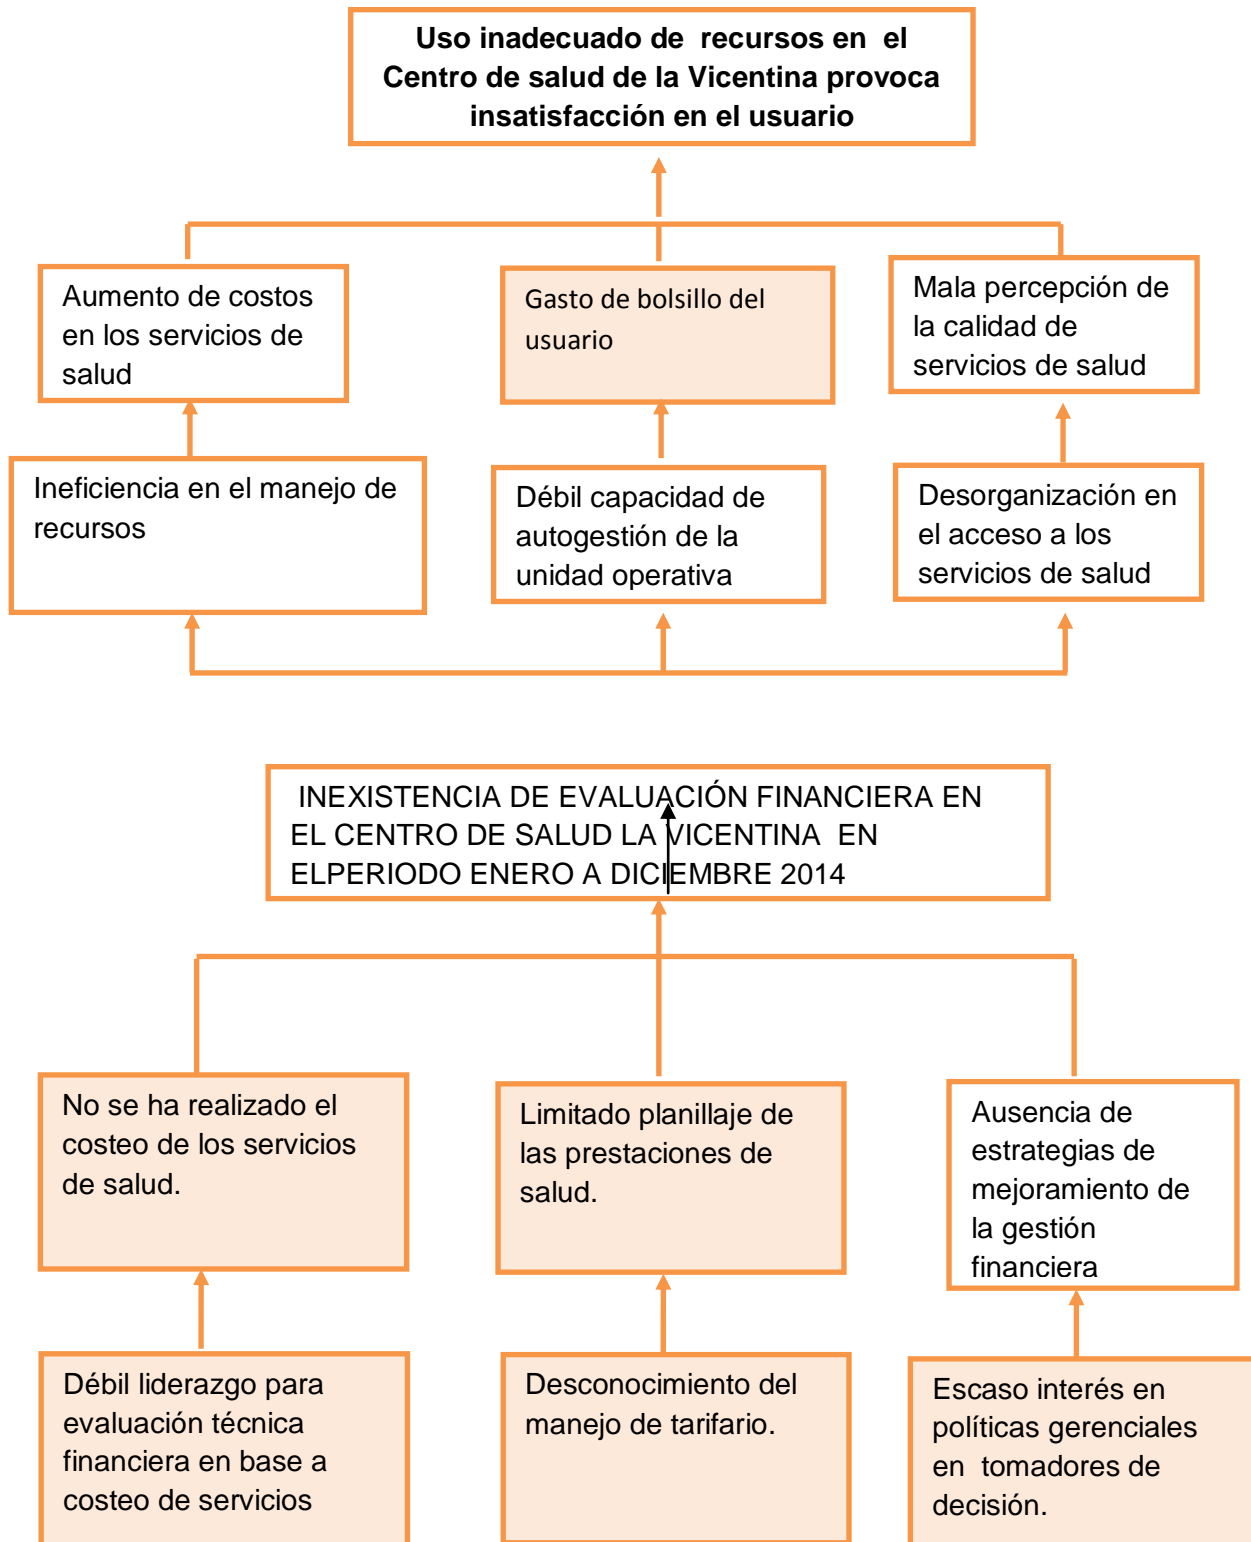 Uso inadecuado de recursos en el
Centro de salud de la Vicentina provoca
insatisfacción en el usuario
Aumento de costos
en los servicios de
salud
Gasto de bolsillo del
usuario
Mala percepción de
la calidad de
servicios de salud
Ineficiencia en el manejo de
recursos
Débil capacidad de
autogestión de la
unidad operativa
Desorganización en
el acceso a los
servicios de salud
INEXISTENCIA DE EVALUACIÓN FINANCIERA EN
EL CENTRO DE SALUD LA VICENTINA EN
ELPERIODO ENERO A DICIEMBRE 2014
No se ha realizado el
costeo de los servicios
de salud.
Limitado planillaje de
las prestaciones de
salud.
Ausencia de
estrategias de
mejoramiento de
la gestión
financiera
Débil liderazgo para
evaluación técnica
financiera en base a
costeo de servicios
Desconocimiento del
manejo de tarifario.
Escaso interés en
políticas gerenciales
en tomadores de
decisión.